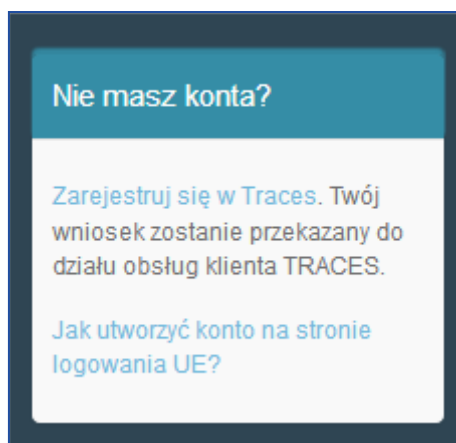 Nie masz konta?
Zarejestruj się w Traces. Twój
wniosek zostanie przekazany do
działu obsług klienta TRACES.
Jak utworzyć konto na stronie
logowania UE?